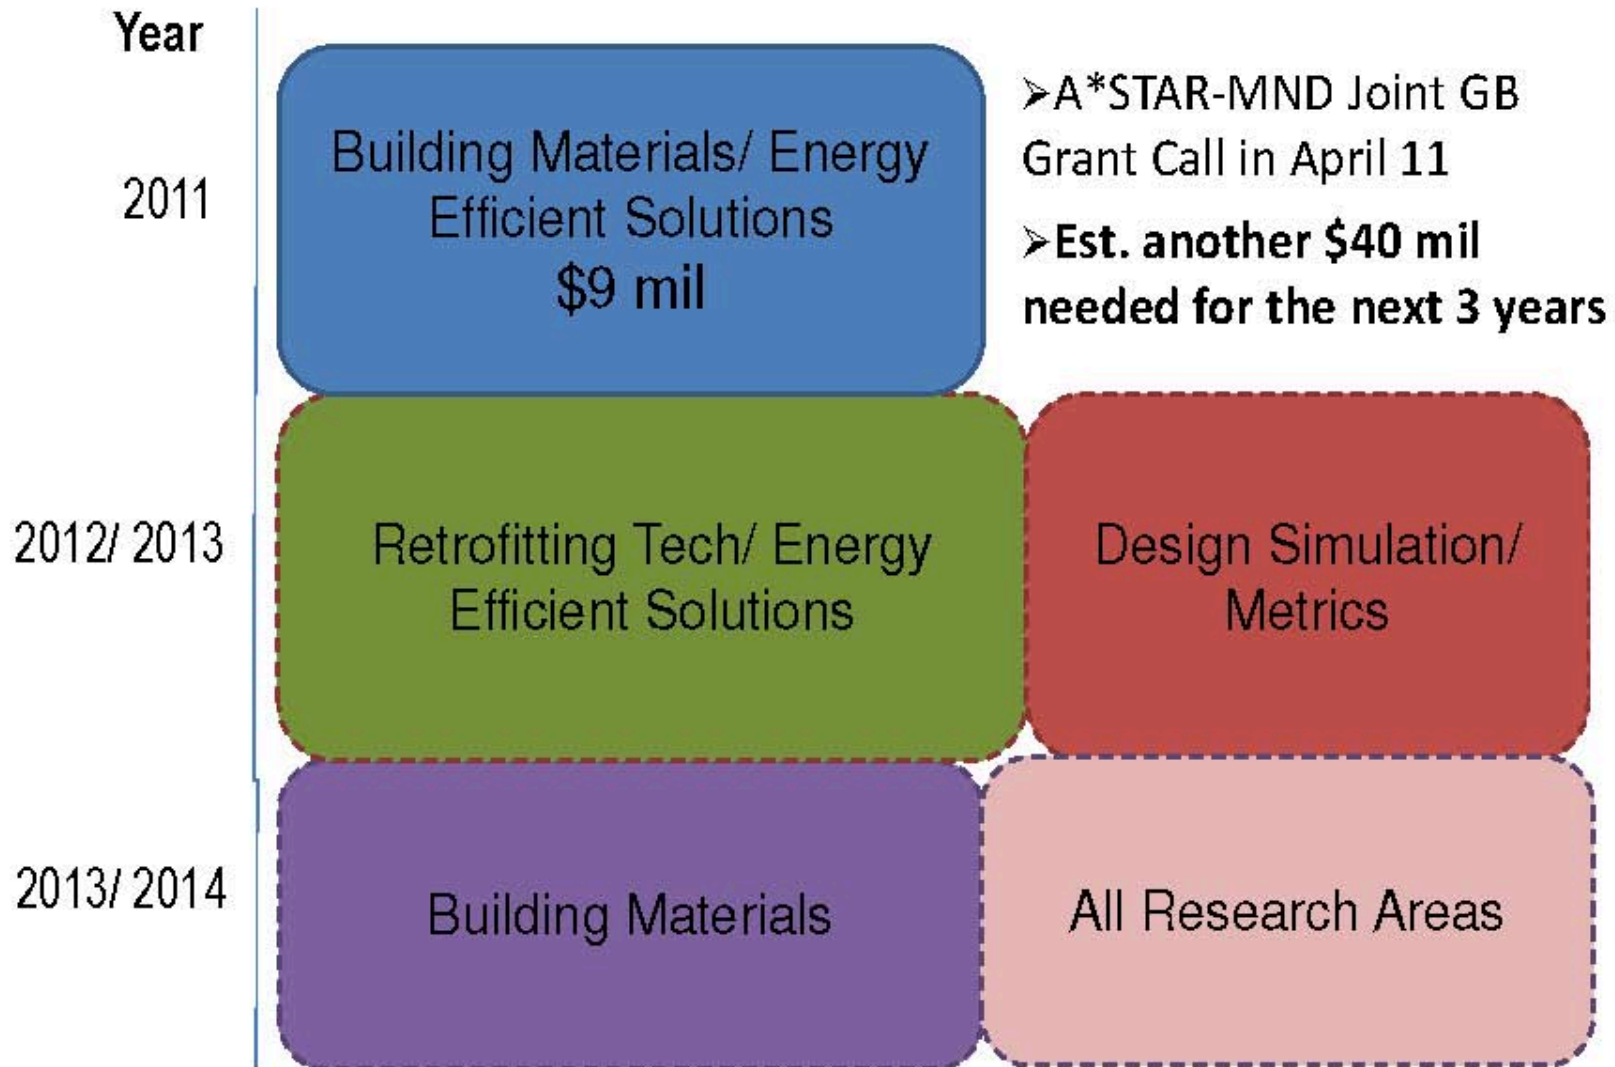 Year
2011
Building Materials/ Energy
Efficient Solutions
$9 mil
➢A*STAR-MND Joint GB
Grant Call in April 11
➢Est. another $40 mil
needed for the next 3 years
2012/ 2013
Retrofitting Tech/ Energy
Efficient Solutions
Design Simulation/
Metrics
2013/ 2014
Building Materials
All Research Areas